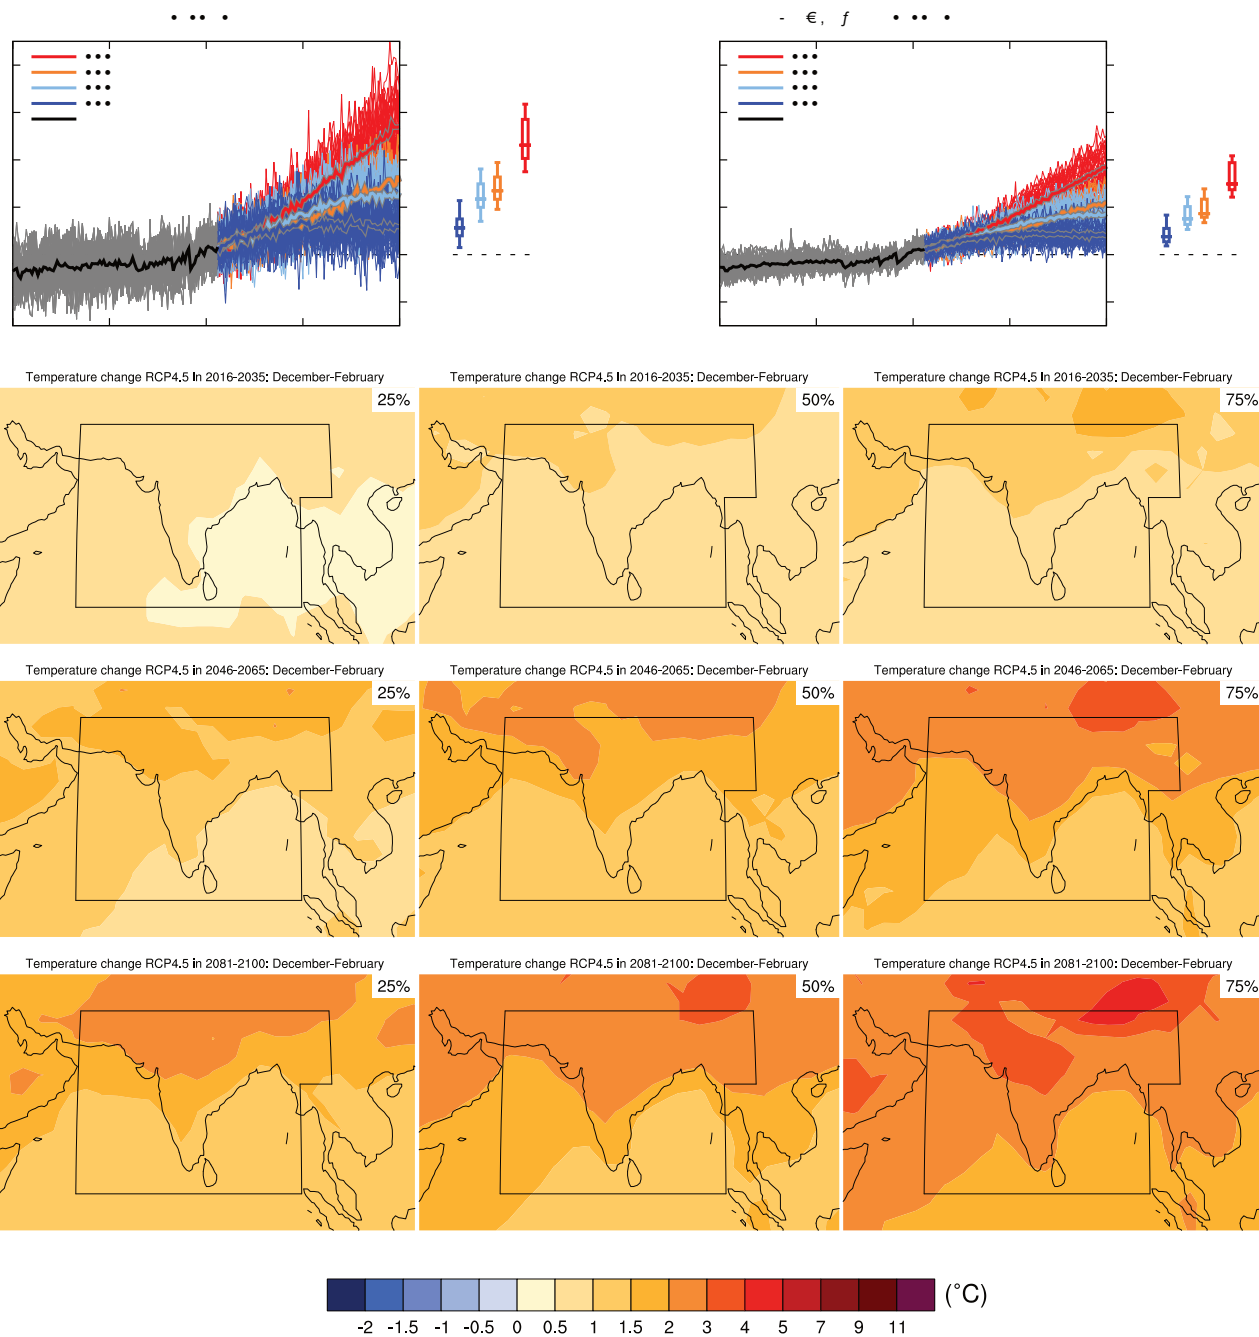 - €, ƒ
Temperature change RCP4.5 in 2016-2035: December-February
25%
Temperature change RCP4.5 in 2016-2035: December-February
50%
Temperature change RCP4.5 in 2016-2035: December-February
75%
Temperature change RCP4.5 in 2046-2065: December-February
25%
Temperature change RCP4.5 in 2046-2065: December-February
50%
Temperature change RCP4.5 in 2046-2065: December-February
75%
Temperature change RCP4.5 in 2081-2100: December-February
25%
Temperature change RCP4.5 in 2081-2100: December-February
50%
Temperature change RCP4.5 in 2081-2100: December-February
75%
(°C)
-2 -1.5 -1 -0.5 0 0.5 1 1.5 2 3 4 5 7 9 11